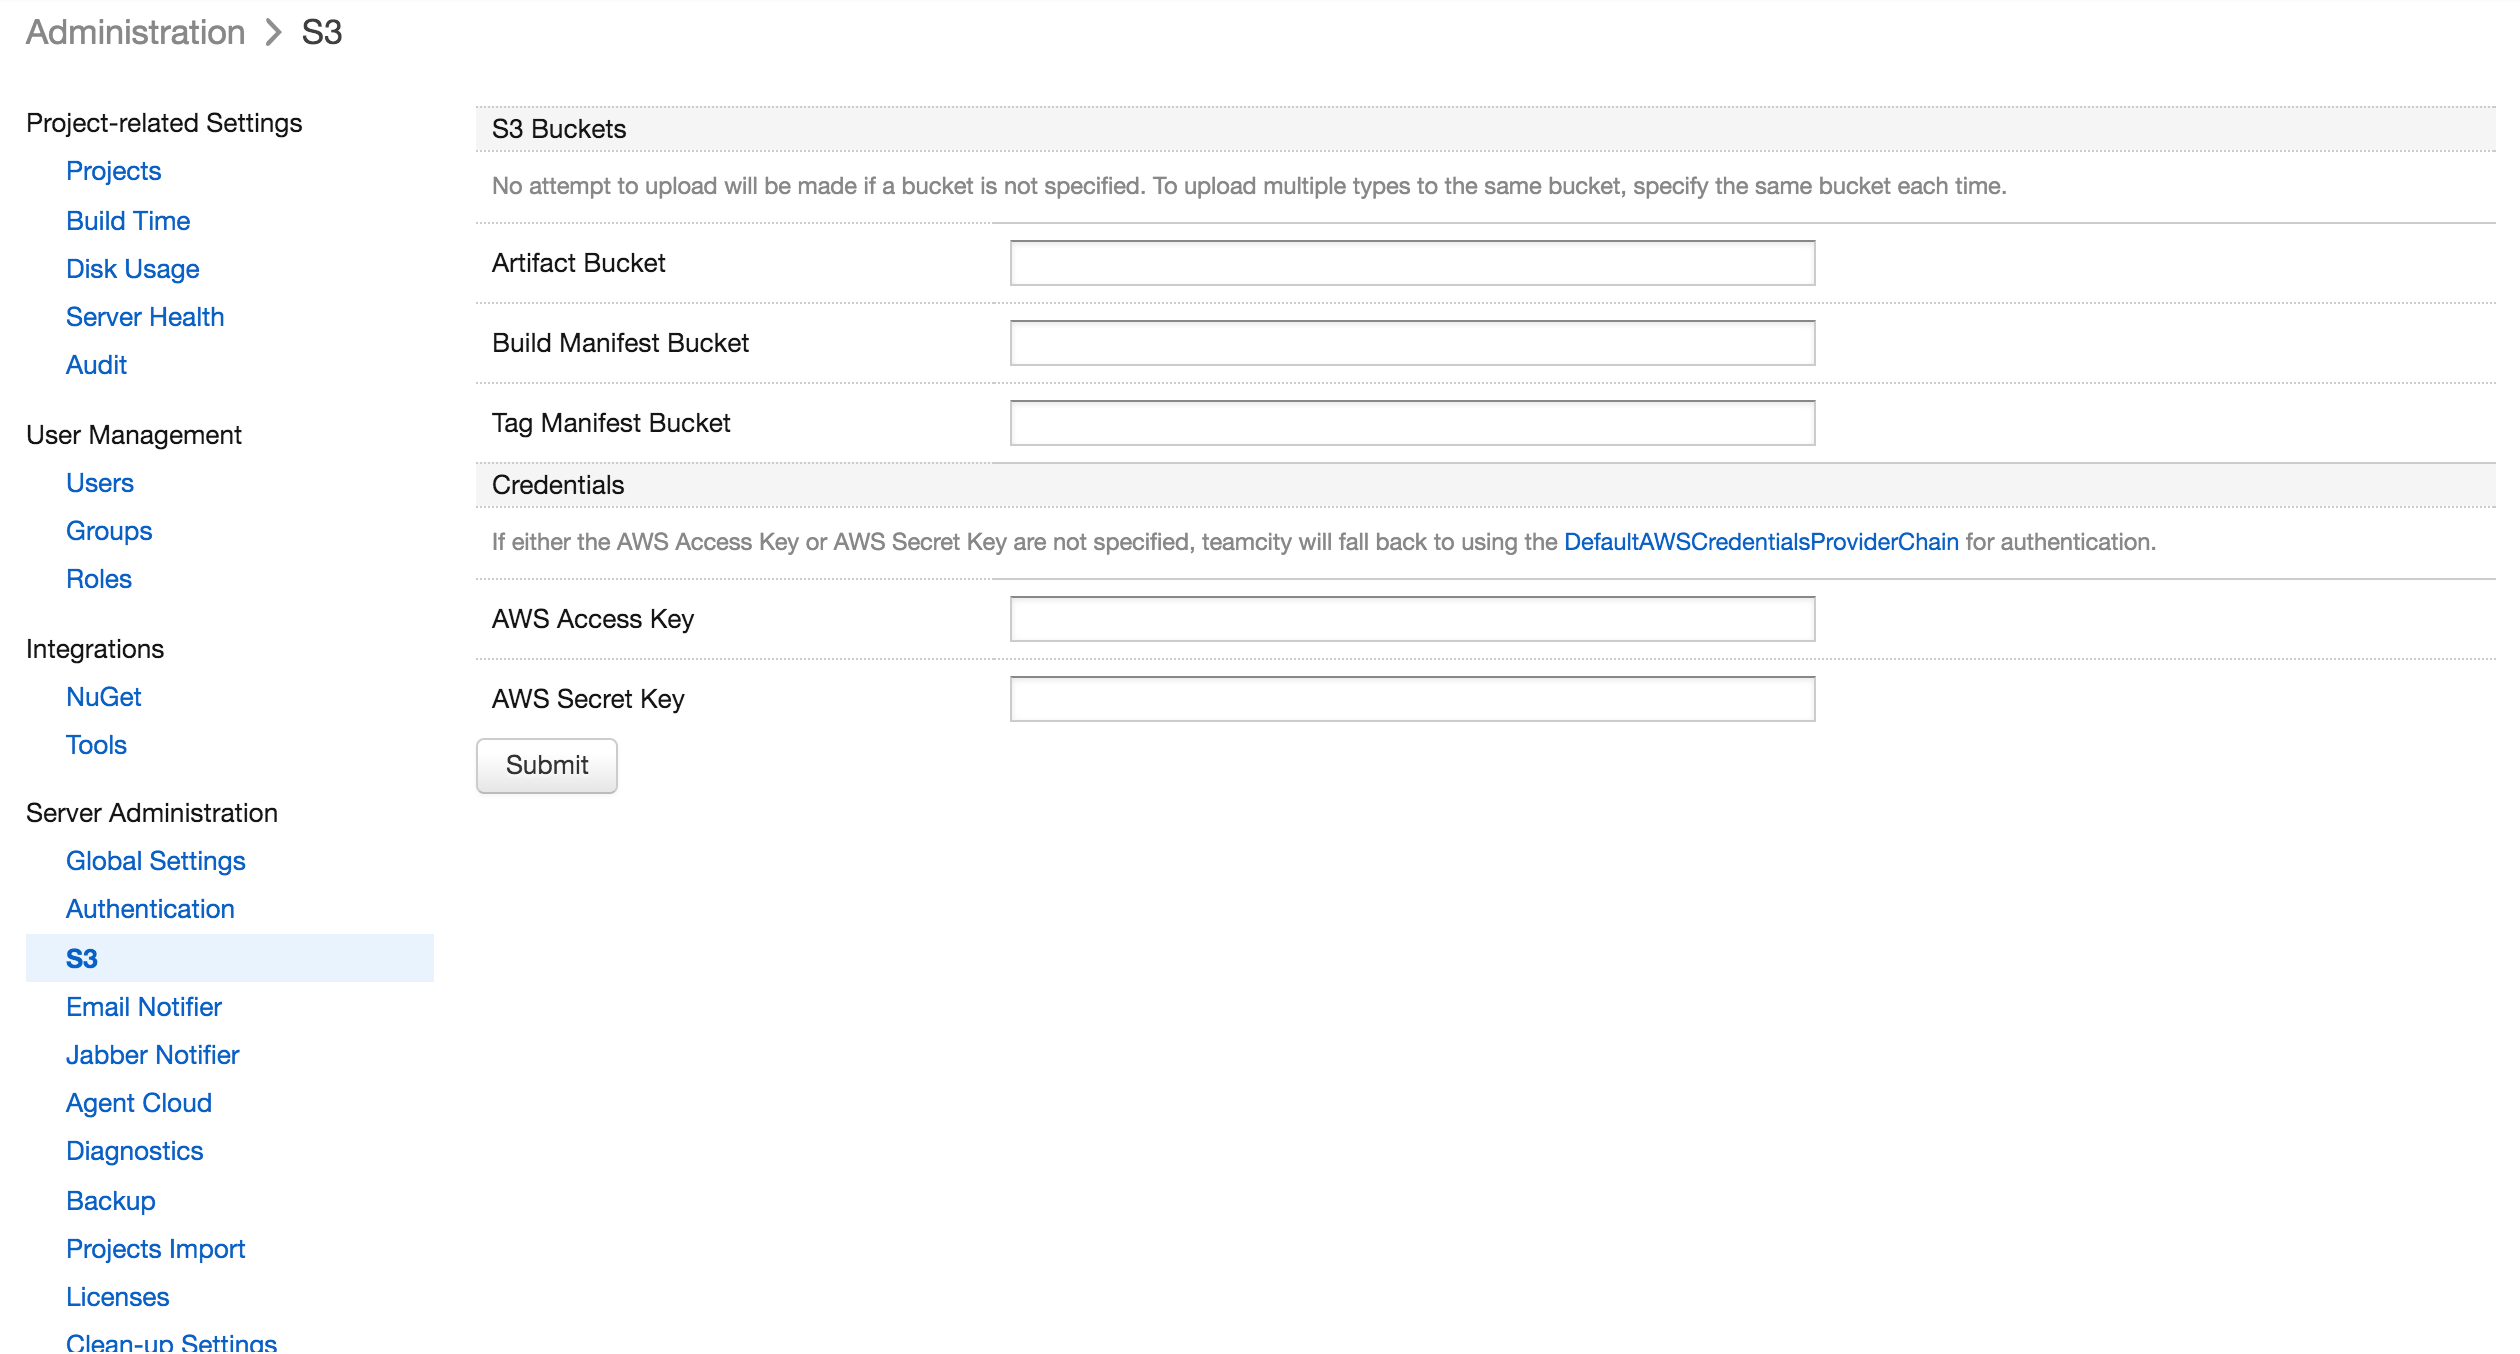 Administration > S3
Project-related Settings
Projects
Build Time
Disk Usage
Server Health
Audit
User Management
Users
Groups
Roles
Integrations
NuGet
Tools
Server Administration
Global Settings
Authentication
S3
Email Notifier
Jabber Notifier
Agent Cloud
Diagnostics
Backup
Projects Import
Licenses
Clean-up Settings
S3 Buckets
No attempt to upload will be made if a bucket is not specified. To upload multiple types to the same bucket, specify the same bucket each time.
Artifact Bucket
Build Manifest Bucket
Tag Manifest Bucket
Credentials
If either the AWS Access Key or AWS Secret Key are not specified, teamcity will fall back to using the DefaultAWSCredentialsProviderChain for authentication.
AWS Access Key
AWS Secret Key
Submit